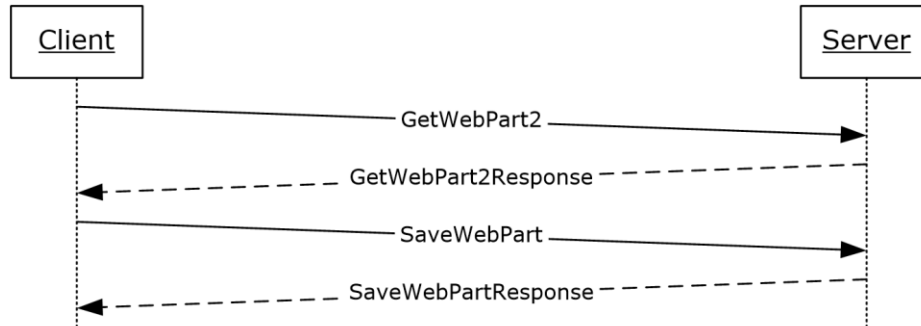 Client
Server
GetWebPart2
GetWebPart2Response
SaveWebPart
SaveWebPartResponse